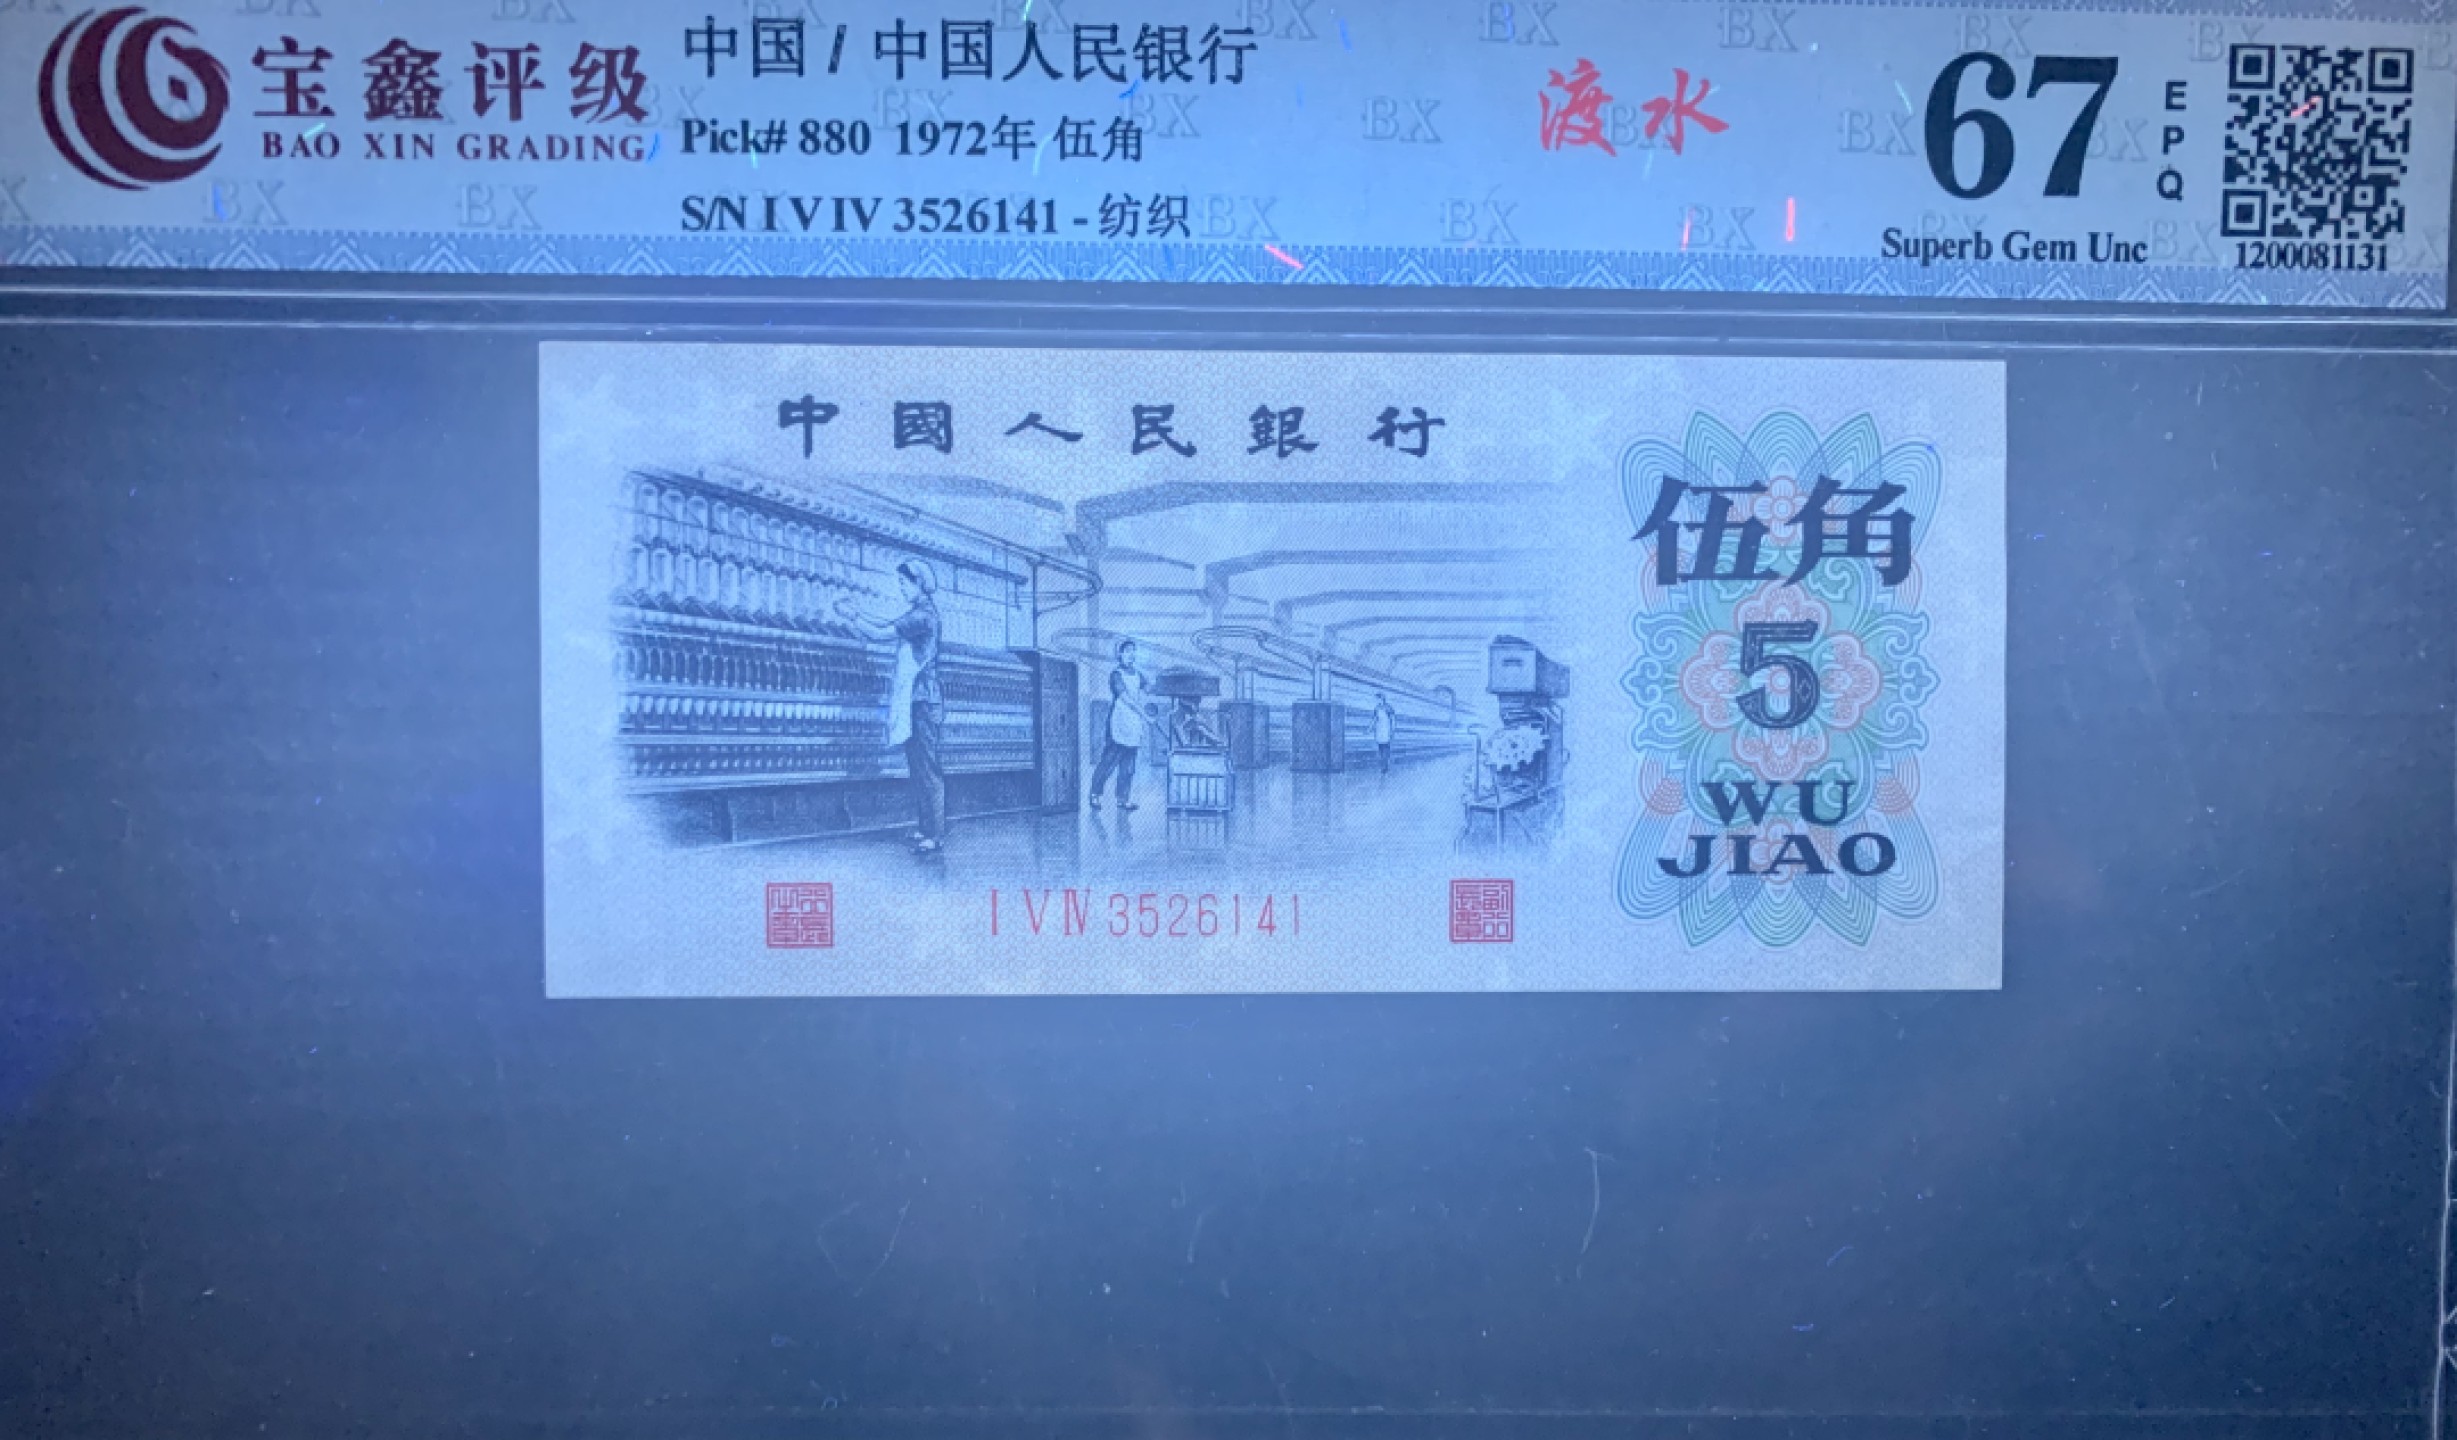 宝鑫评级
BAO XIN GRADING
中国 / 中国人民银行
Pick# 880 1972年 伍角
S/N I V IV 3526141 - 纺织
渡水
67
EPQ
Superb Gem Unc
1200081131
中國人民銀行
伍角
5
WU
JIAO
I V IV 3526141